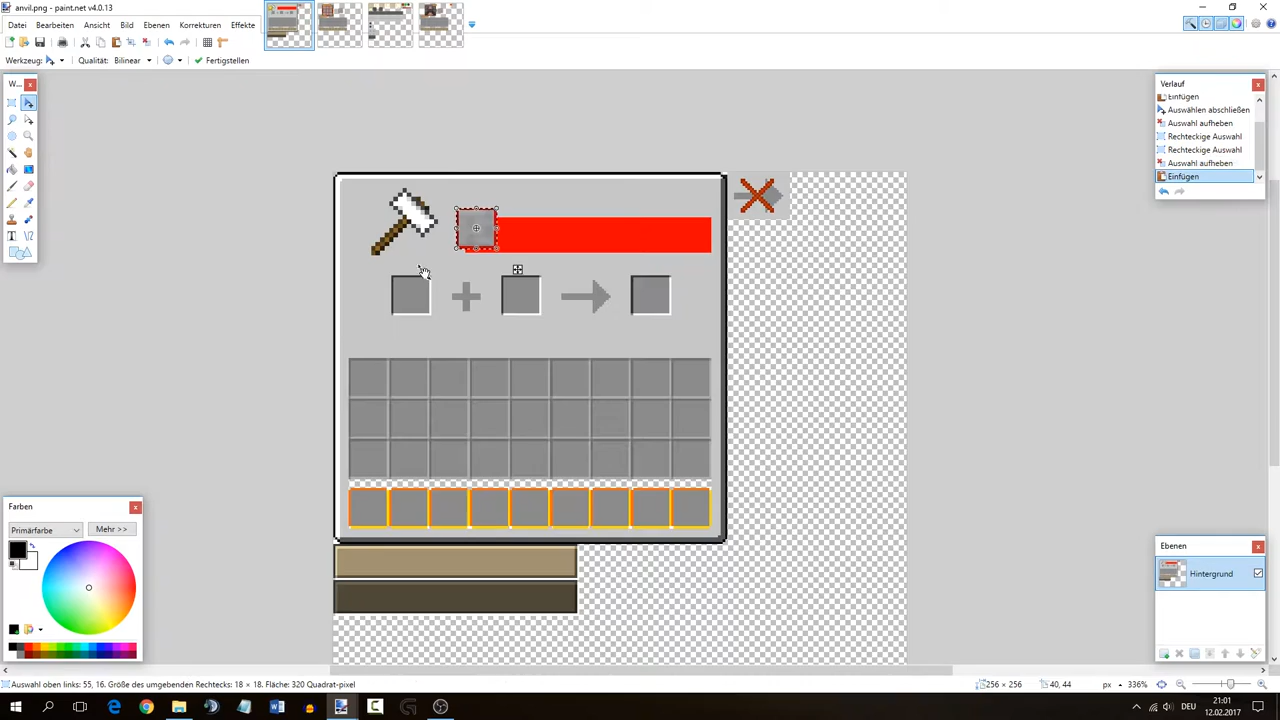 anvil.png - paint.net v4.0.13
Datei Bearbeiten Ansicht Bild Ebenen Korrekturen Effekte
Werkzeug: Qualität: Bilinear Fertigstellen
W...
Verlauf
Einfügen
Auswählen abschließen
Auswahl aufheben
Rechteckige Auswahl
Rechteckige Auswahl
Auswahl aufheben
Einfügen
Farben
Primärfarbe Mehr >>
Ebenen
Hintergrund
Auswahl oben links: 55, 16. Größe des umgebenden Rechtecks: 18 × 18. Fläche: 320 Quadrat-pixel
256 × 256 40, 44 px 336%
DEU
21:01
12.02.2017